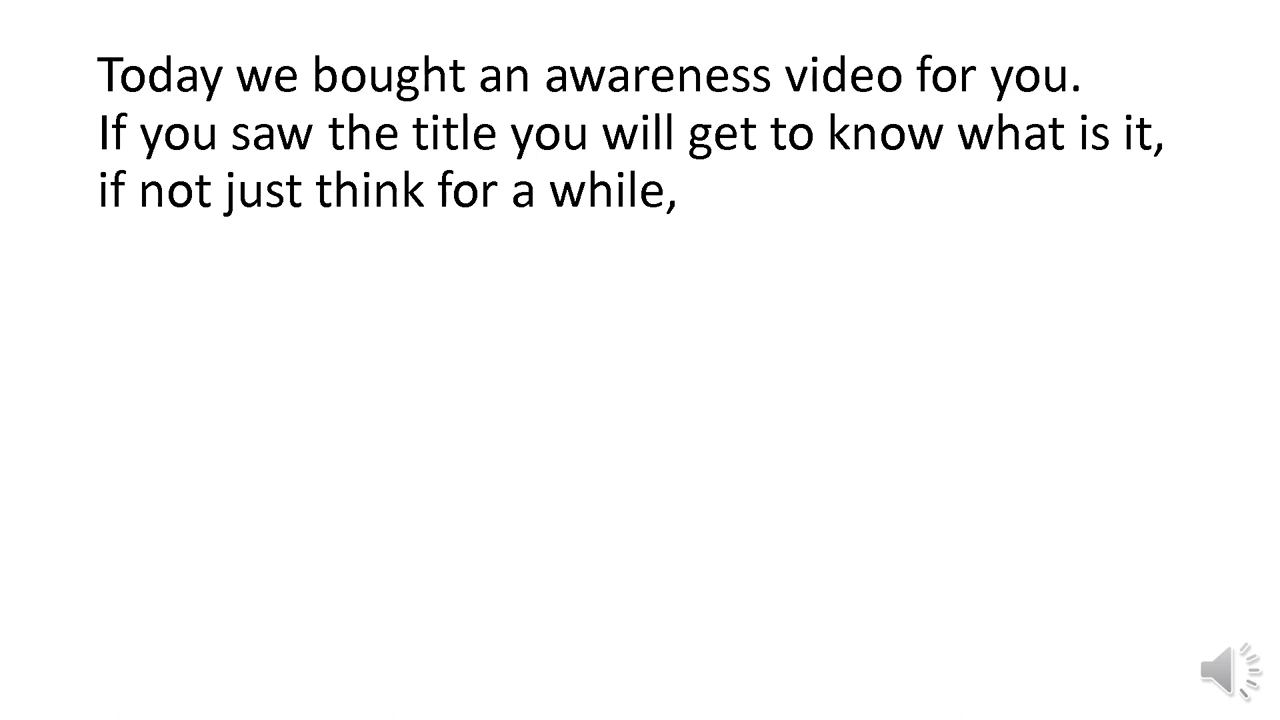 Today we bought an awareness video for you.
If you saw the title you will get to know what is it,
if not just think for a while,